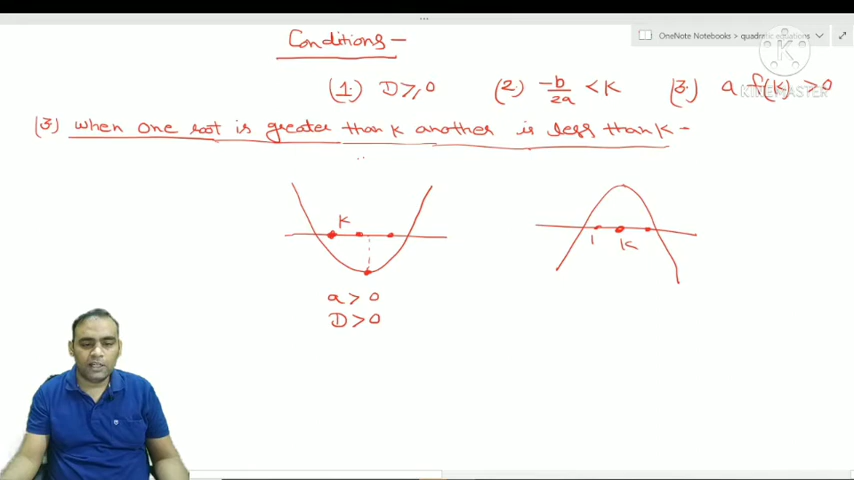 OneNote Notebooks > quadratic equations
K
KINEMASTER
Conditions -
(1.) D ≥ 0 (2.) -b/2a < K (3.) a f(K) > 0
(3) When one root is greater than K another is less than K -
K
K
a > 0
D > 0